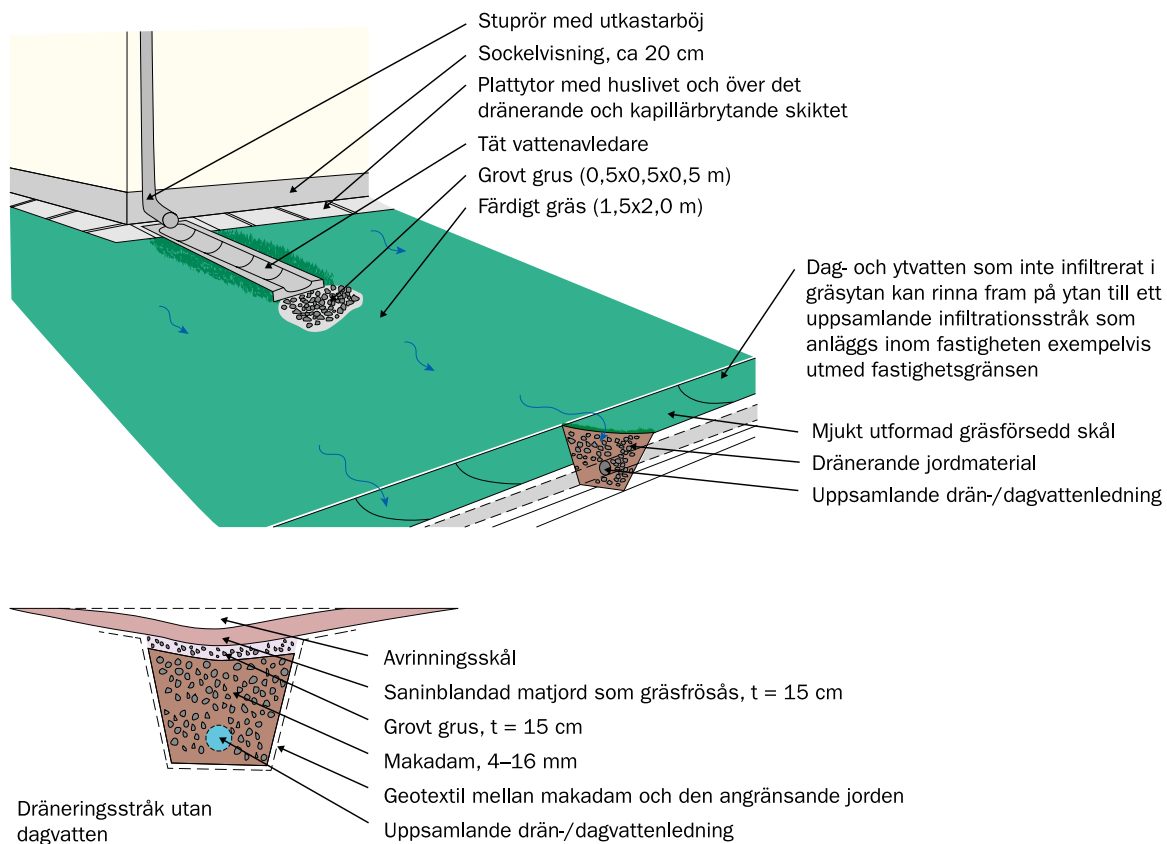 Stuprör med utkastarböj
Sockelvisning, ca 20 cm
Plattytor med huslivet och över det
dränerande och kapillärbrytande skiktet
Tät vattenavledare
Grovt grus (0,5x0,5x0,5 m)
Färdigt gräs (1,5x2,0 m)
Dag- och ytvatten som inte infiltrerat i
gräsytan kan rinna fram på ytan till ett
uppsamlande infiltrationsstråk som
anläggs inom fastigheten exempelvis
utmed fastighetsgränsen
Mjukt utformad gräsförsedd skål
Dränerande jordmaterial
Uppsamlande drän-/dagvattenledning
Avrinningsskål
Saninblandad matjord som gräsfrösås, t = 15 cm
Grovt grus, t = 15 cm
Makadam, 4–16 mm
Geotextil mellan makadam och den angränsande jorden
Uppsamlande drän-/dagvattenledning
Dräneringsstråk utan
dagvatten